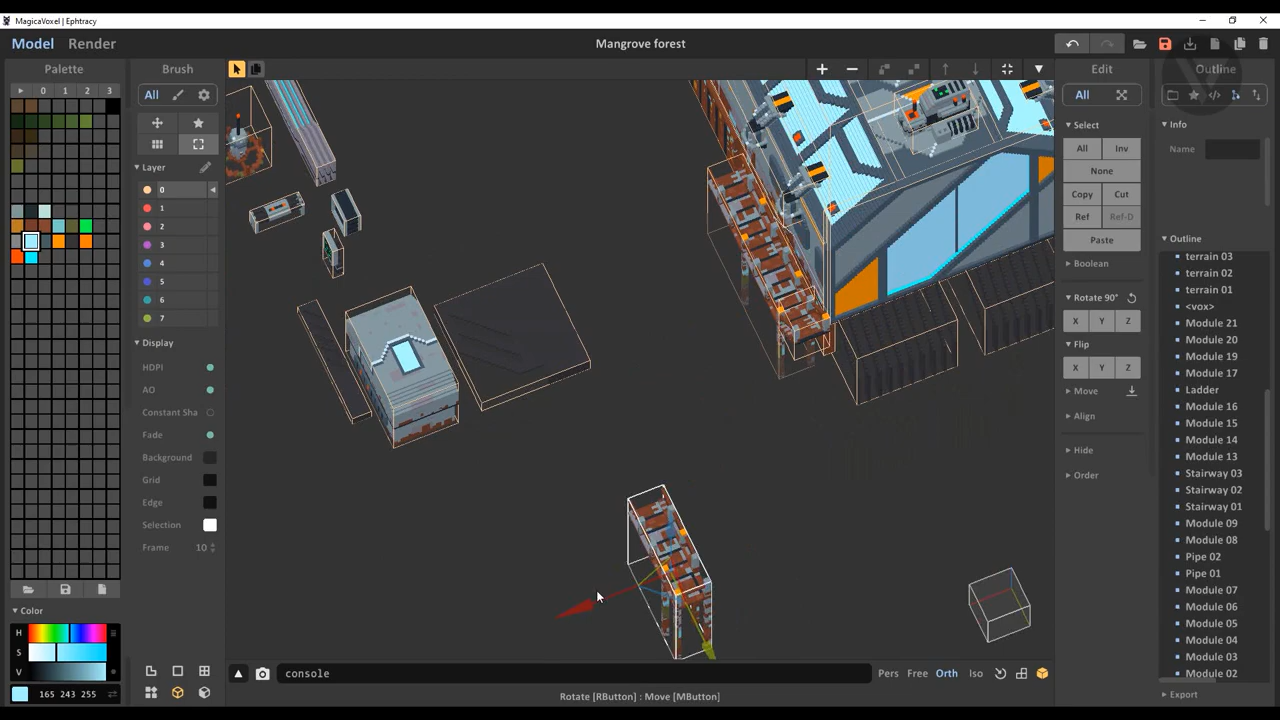 MagicaVoxel | Ephtracy
Model Render
Mangrove forest
Palette
0 1 2 3
Color
H
S
V
165 243 255
Brush
All
Layer
0
1
2
3
4
5
6
7
Display
HDPI
AO
Constant Sha
Fade
Background
Grid
Edge
Selection
Frame 10
console
Pers Free Orth Iso
Rotate [RButton] : Move [MButton]
Edit
All
Select
All Inv
None
Copy Cut
Ref Ref-D
Paste
Boolean
Rotate 90°
X Y Z
Flip
X Y Z
Move
Align
Hide
Order
Outline
Info
Name
Outline
terrain 03
terrain 02
terrain 01
<vox>
Module 21
Module 20
Module 19
Module 17
Ladder
Module 16
Module 15
Module 14
Module 13
Stairway 03
Stairway 02
Stairway 01
Module 09
Module 08
Pipe 02
Pipe 01
Module 07
Module 06
Module 05
Module 04
Module 03
Module 02
Export